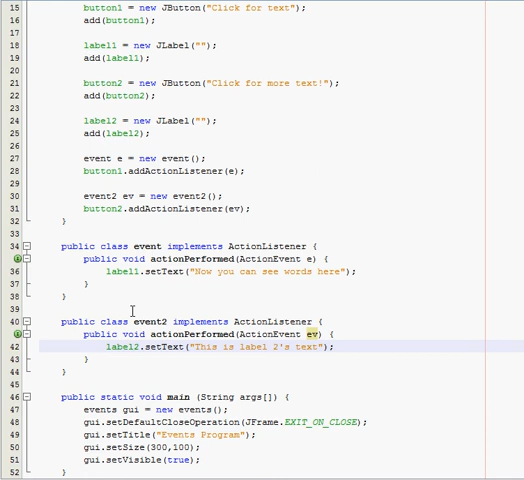 15 button1 = new JButton("Click for text");
16 add(button1);
17
18 label1 = new JLabel("");
19 add(label1);
20
21 button2 = new JButton("Click for more text!");
22 add(button2);
23
24 label2 = new JLabel("");
25 add(label2);
26
27 event e = new event();
28 button1.addActionListener(e);
29
30 event2 ev = new event2();
31 button2.addActionListener(ev);
32 }
33
34 public class event implements ActionListener {
public void actionPerformed(ActionEvent e) {
36 label1.setText("Now you can see words here");
37 }
38 }
39
40 public class event2 implements ActionListener {
public void actionPerformed(ActionEvent ev) {
42 label2.setText("This is label 2's text");
43 }
44 }
45
46 public static void main (String args[]) {
47 events gui = new events();
48 gui.setDefaultCloseOperation(JFrame.EXIT_ON_CLOSE);
49 gui.setTitle("Events Program");
50 gui.setSize(300,100);
51 gui.setVisible(true);
52 }